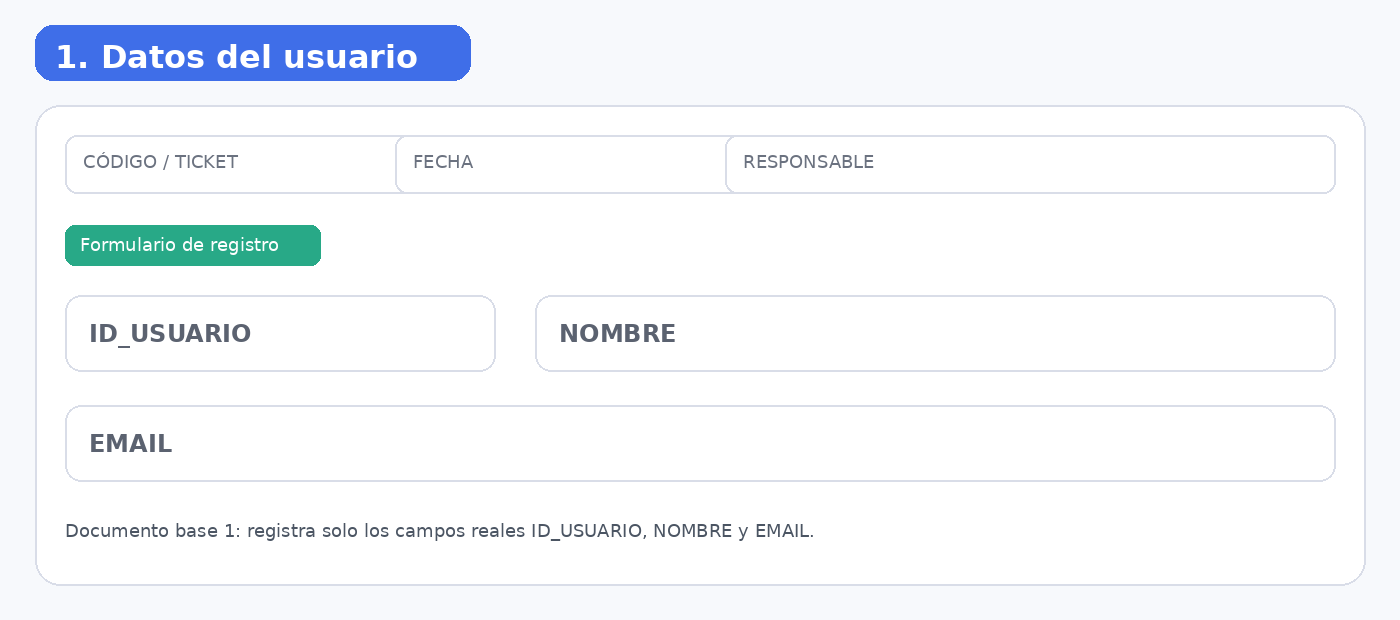 1. Datos del usuario
CÓDIGO / TICKET FECHA RESPONSABLE
Formulario de registro
ID_USUARIO NOMBRE
EMAIL
Documento base 1: registra solo los campos reales ID_USUARIO, NOMBRE y EMAIL.